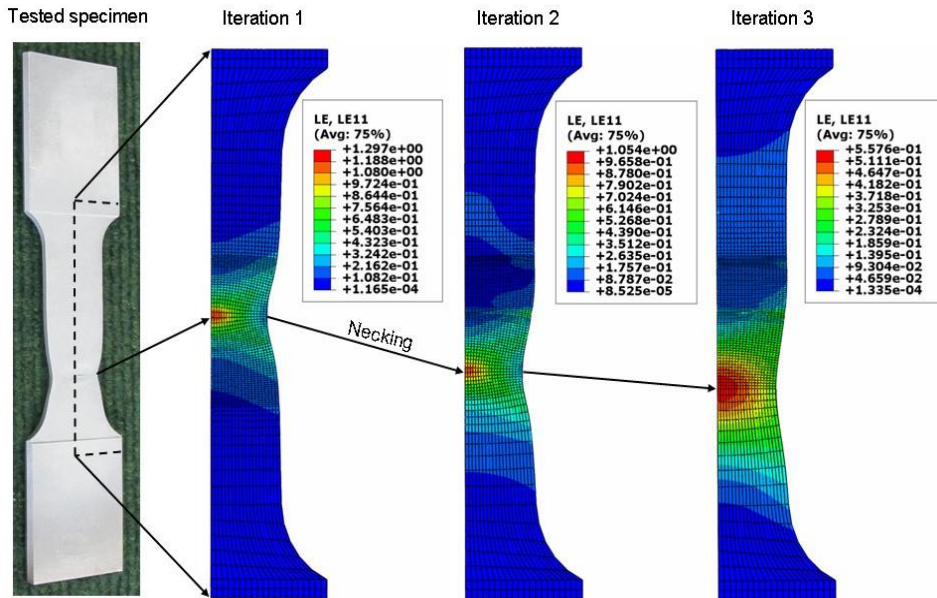 Tested specimen
Iteration 1
Iteration 2
Iteration 3
LE, LE11
(Avg: 75%)
+1.297e+00
+1.188e+00
+1.080e+00
+9.724e-01
+8.644e-01
+7.564e-01
+6.483e-01
+5.403e-01
+4.323e-01
+3.242e-01
+2.162e-01
+1.082e-01
+1.165e-04
LE, LE11
(Avg: 75%)
+1.054e+00
+9.658e-01
+8.780e-01
+7.902e-01
+7.024e-01
+6.146e-01
+5.268e-01
+4.390e-01
+3.512e-01
+2.635e-01
+1.757e-01
+8.787e-02
+8.525e-05
LE, LE11
(Avg: 75%)
+5.576e-01
+5.111e-01
+4.647e-01
+4.182e-01
+3.718e-01
+3.253e-01
+2.789e-01
+2.324e-01
+1.859e-01
+1.395e-01
+9.304e-02
+4.659e-02
+1.335e-04
Necking